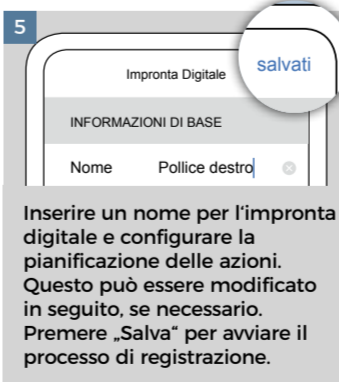 5
Impronta Digitale
salvati
INFORMAZIONI DI BASE
Nome Pollice destro
Inserire un nome per l‘impronta
digitale e configurare la
pianificazione delle azioni.
Questo può essere modificato
in seguito, se necessario.
Premere „Salva“ per avviare il
processo di registrazione.